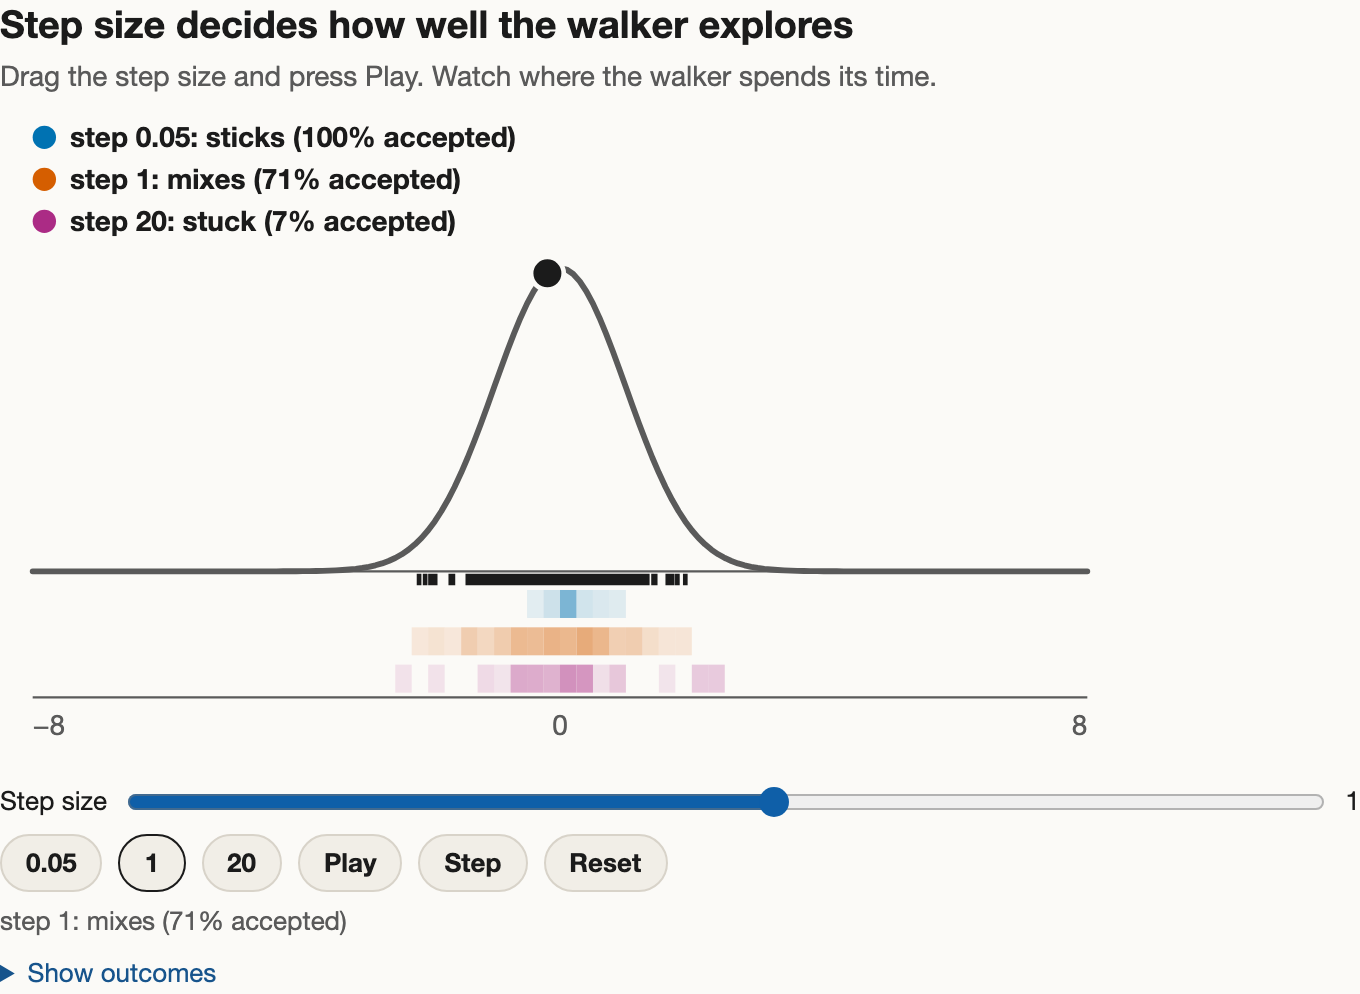 Step size decides how well the walker explores
Drag the step size and press Play. Watch where the walker spends its time.
step 0.05: sticks (100% accepted)
step 1: mixes (71% accepted)
step 20: stuck (7% accepted)
−8 0 8
Step size 1
0.05 1 20 Play Step Reset
step 1: mixes (71% accepted)
Show outcomes